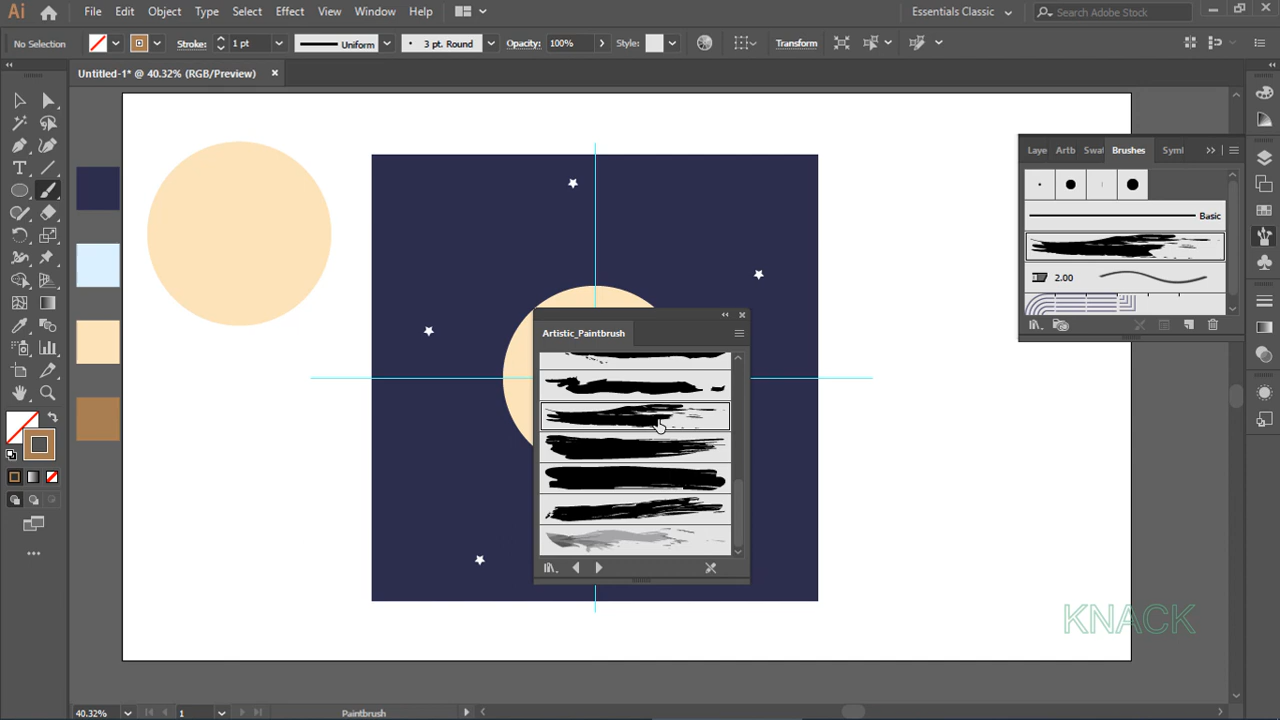 Ai File Edit Object Type Select Effect View Window Help Essentials Classic Search Adobe Stock
No Selection Stroke: 1 pt Uniform 3 pt. Round Opacity: 100% Style: Transform
Untitled-1* @ 40.32% (RGB/Preview)
Laye Artb Swat Brushes Symb
Basic
2.00
Artistic_Paintbrush
KNACK
40.32% 1 Paintbrush